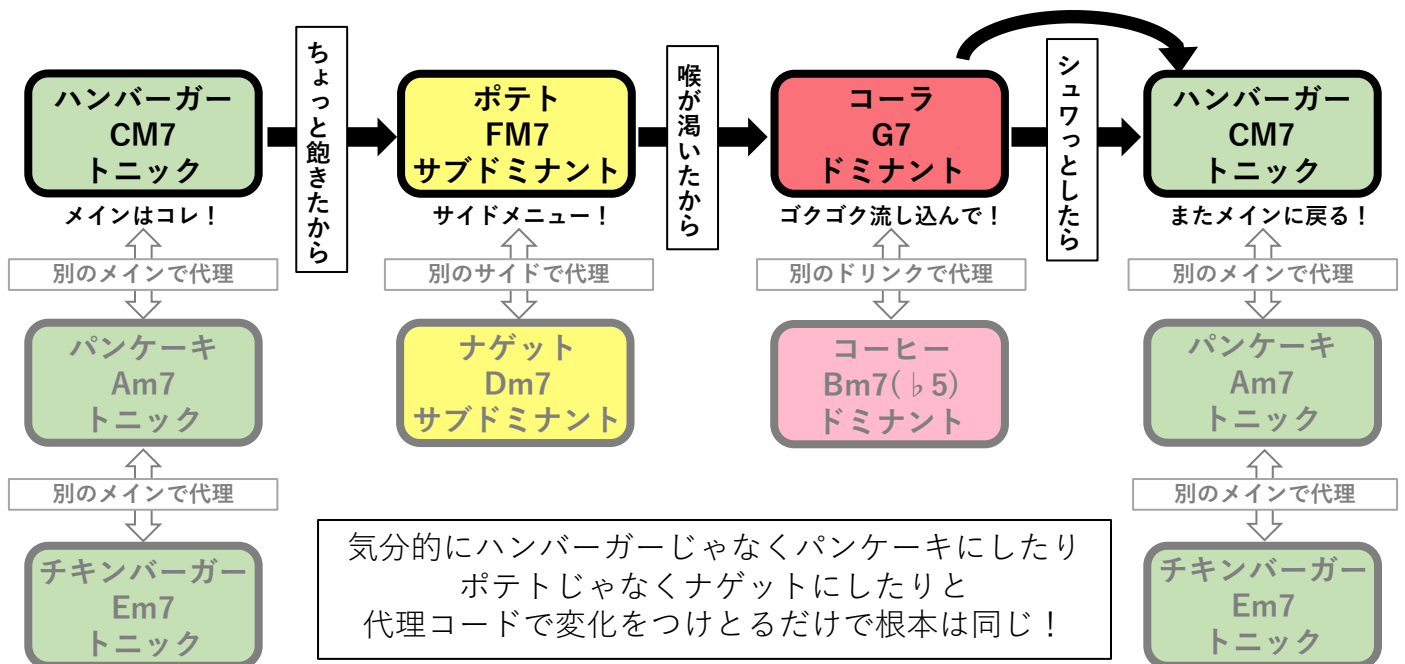 ハンバーガー
CM7
トニック
メインはコレ！
ちょっと飽きたから
ポテト
FM7
サブドミナント
サイドメニュー！
喉が渇いたから
コーラ
G7
ドミナント
ゴクゴク流し込んで！
シュワっとしたら
ハンバーガー
CM7
トニック
またメインに戻る！
別のメインで代理
別のサイドで代理
別のドリンクで代理
別のメインで代理
パンケーキ
Am7
トニック
ナゲット
Dm7
サブドミナント
コーヒー
Bm7(♭5)
ドミナント
パンケーキ
Am7
トニック
別のメインで代理
別のメインで代理
チキンバーガー
Em7
トニック
気分的にハンバーガーじゃなくパンケーキにしたり
ポテトじゃなくナゲットにしたりと
代理コードで変化をつけとるだけで根本は同じ！
チキンバーガー
Em7
トニック